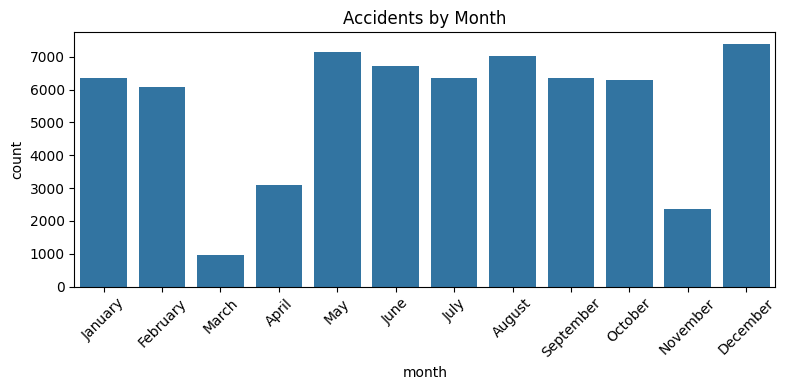 Accidents by Month
count
7000
6000
5000
4000
3000
2000
1000
0
January February March April May June July August September October November December
month